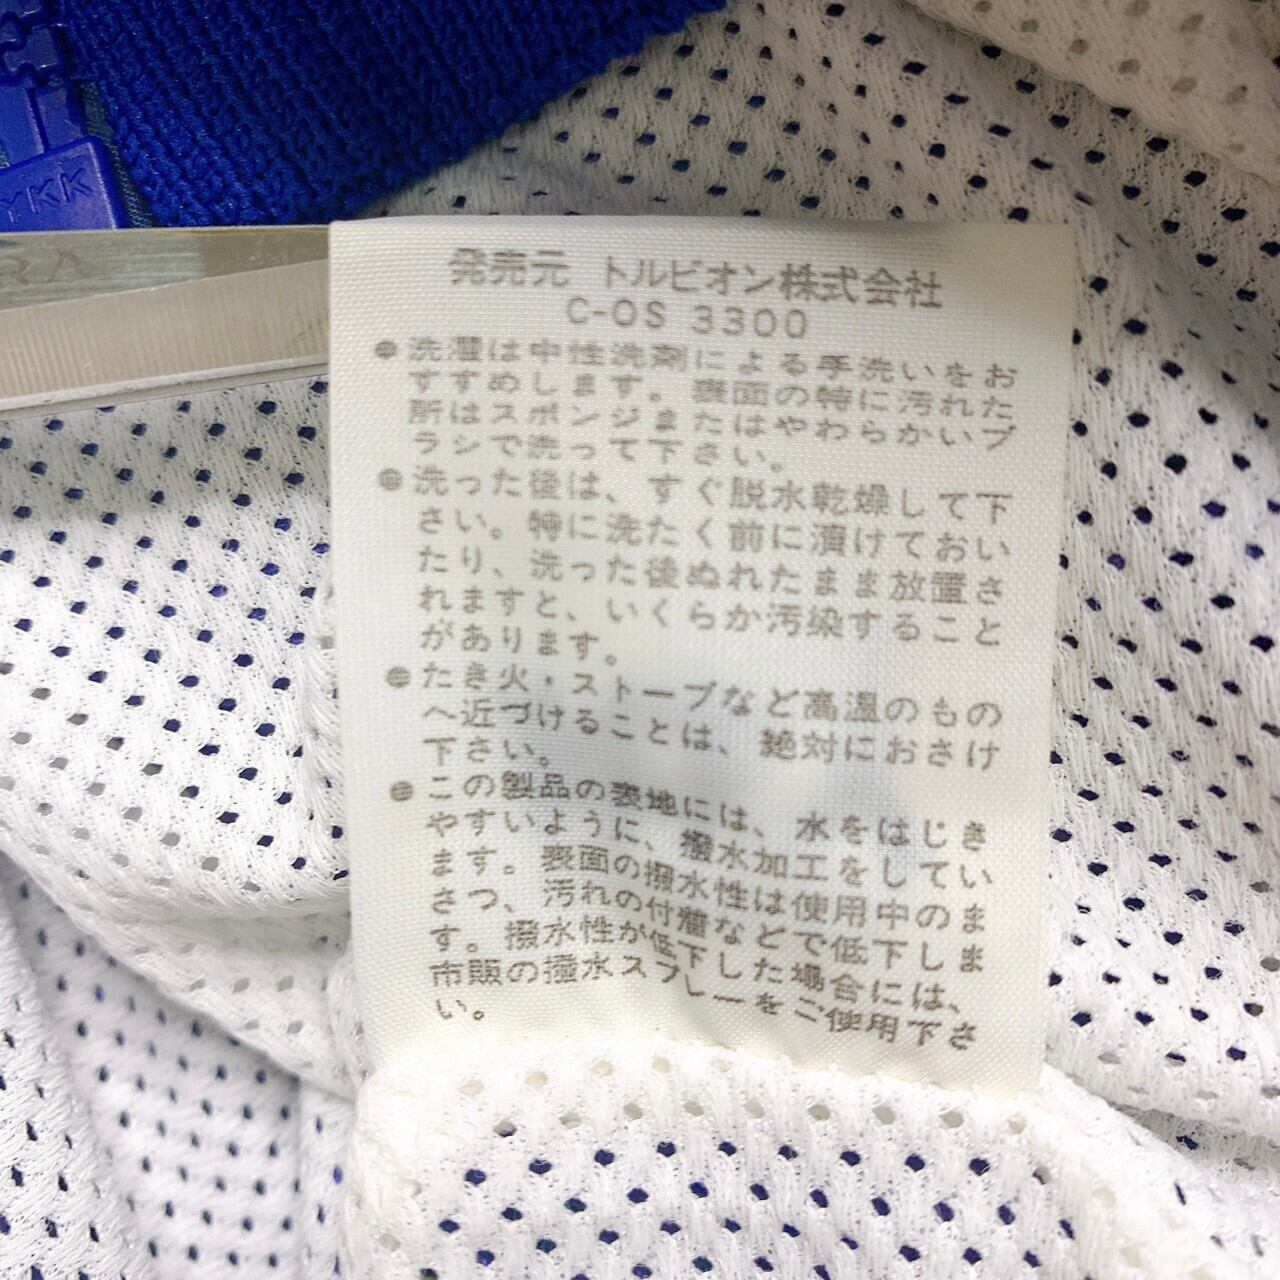 YKK
RA
発売元 トルビオン株式会社
C-OS 3300
●洗濯は中性洗剤による手洗いをお
すすめします。表面の特に汚れた
所はスポンジまたはやわらかいブ
ラシで洗って下さい。
●洗った後は、すぐ脱水乾燥して下
さい。特に洗たく前に漬けておい
たり、洗った後ぬれたまま放置さ
れますと、いくらか汚染すること
があります。
●たき火・ストーブなど高温のもの
へ近づけることは、絶対におさけ
下さい。
●この製品の表地には、水をはじき
やすいように、撥水加工をしてい
ます。表面の撥水性は使用中のま
さつ、汚れの付着などで低下しま
す。撥水性が低下した場合には、
市販の撥水スプレーをご使用下さ
い。